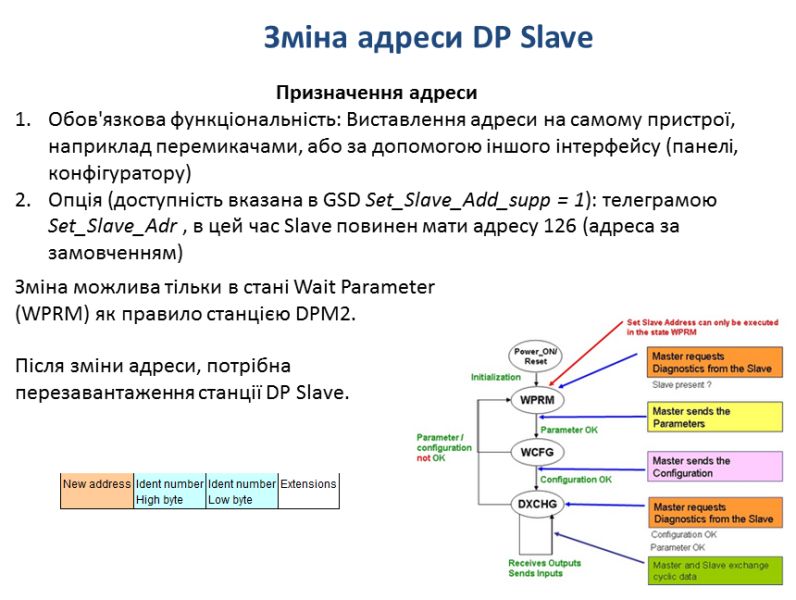 Зміна адреси DP Slave
Призначення адреси
1. Обов'язкова функціональність: Виставлення адреси на самому пристрої,
наприклад перемикачами, або за допомогою іншого інтерфейсу (панелі,
конфігуратору)
2. Опція (доступність вказана в GSD Set_Slave_Add_supp = 1): телеграмою
Set_Slave_Adr , в цей час Slave повинен мати адресу 126 (адреса за
замовченням)
Зміна можлива тільки в стані Wait Parameter
(WPRM) як правило станцією DPM2.
Після зміни адреси, потрібна
перезавантаження станції DP Slave.
New address
Ident number
High byte
Ident number
Low byte
Extensions
Set Slave Address can only be executed
in the state WPRM
Power_ON/
Reset
Master requests
Diagnostics from the Slave
Initialization
Slave present ?
WPRM
Master sends the
Parameters
Parameter OK
Parameter /
configuration
not OK
WCFG
Master sends the
Configuration
Configuration OK
DXCHG
Master requests
Diagnostics from the Slave
Configuration OK
Parameter OK
Receives Outputs
Sends Inputs
Master and Slave exchange
cyclic data